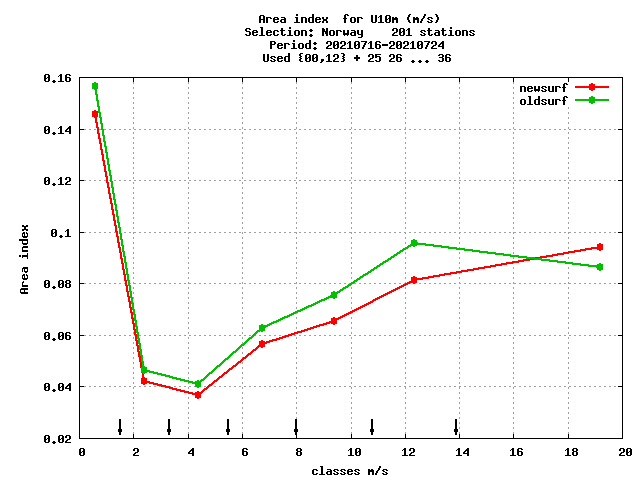 Area index  for U10m (m/s)
Selection: Norway    201 stations
Period: 20210716-20210724
Used {00,12} + 25 26 ... 36
0.16
0.14
0.12
0.1
0.08
0.06
0.04
0.02
Area index
newsurf
oldsurf
0 2 4 6 8 10 12 14 16 18 20
classes m/s